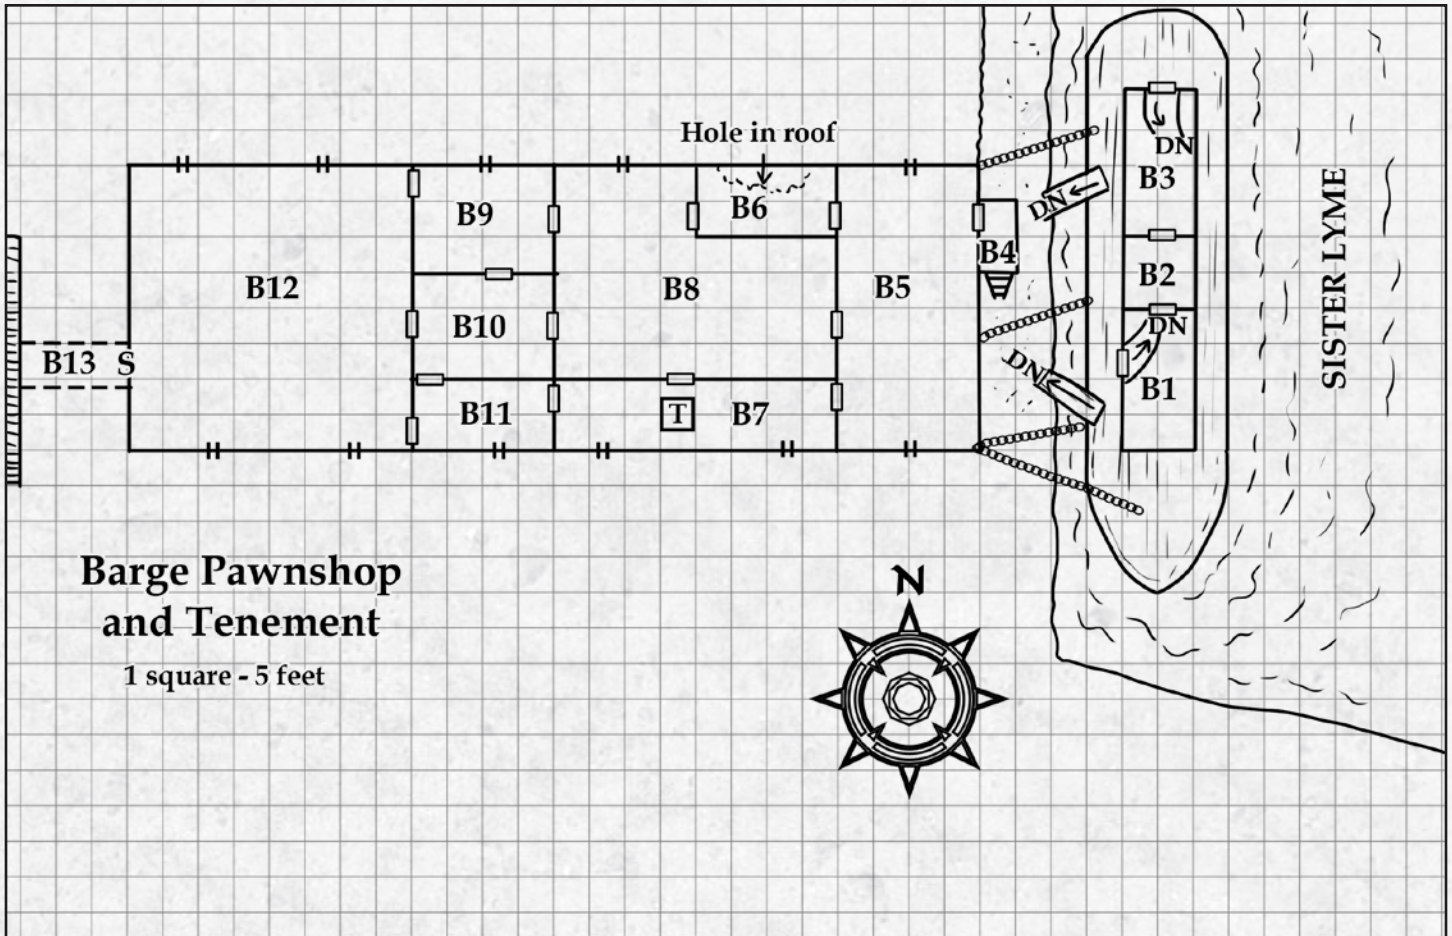 Hole in roof
DN
B3
DN
B6
B9
B4
B12
B8
B5
B2
B10
DN
B13 S
DN
B1
B11
T
B7
SISTER LYME
Barge Pawnshop
and Tenement
1 square - 5 feet
N